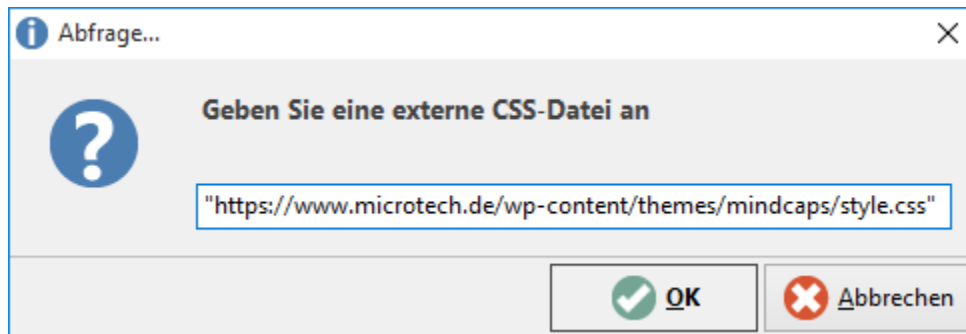 Abfrage...
Geben Sie eine externe CSS-Datei an
"https://www.microtech.de/wp-content/themes/mindcaps/style.css"
OK Abbrechen